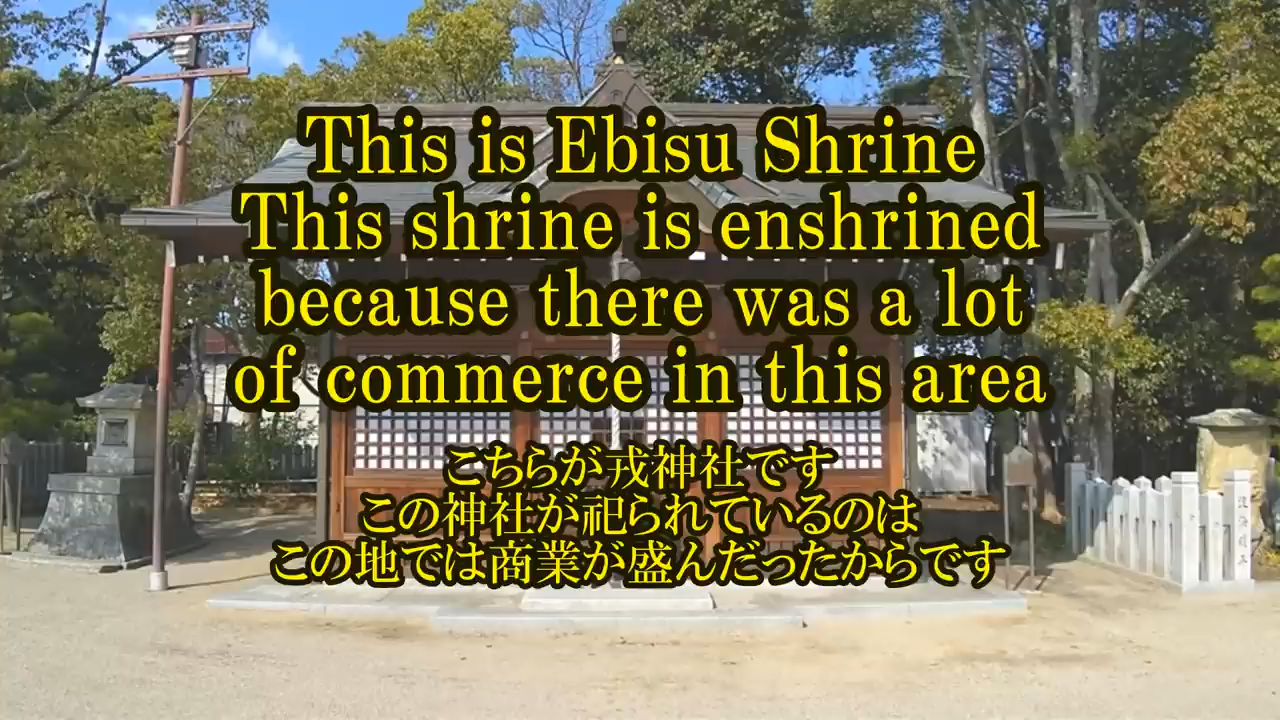 This is Ebisu Shrine
This shrine is enshrined
because there was a lot
of commerce in this area
こちらが戎神社です
この神社が祀られているのは
この地では商業が盛んだったからです